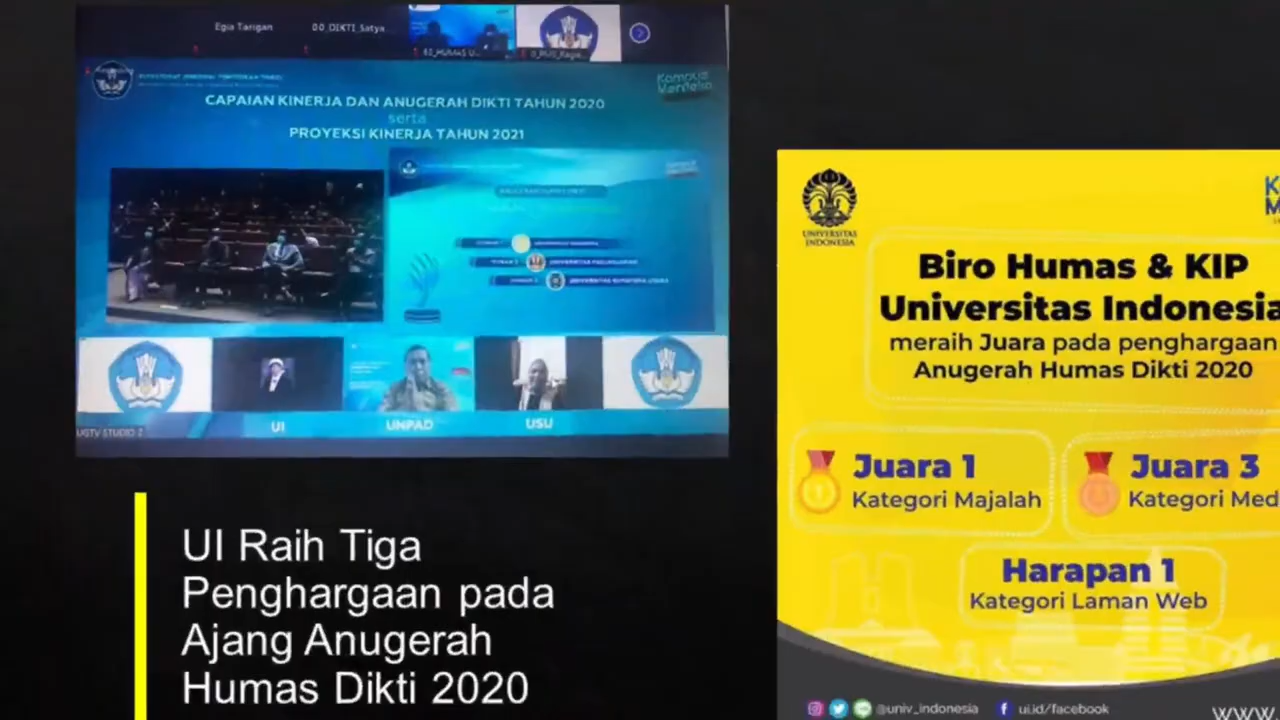 Egia Tarigan
00_DIKTI_Satya
CAPAIAN KINERJA DAN ANUGERAH DIKTI TAHUN 2020
serta
PROYEKSI KINERJA TAHUN 2021
Kampus
Merdeka
UI
UNPAD
USU
UI Raih Tiga
Penghargaan pada
Ajang Anugerah
Humas Dikti 2020
UNIVERSITAS
INDONESIA
Biro Humas & KIP
Universitas Indonesia
meraih Juara pada penghargaan
Anugerah Humas Dikti 2020
Juara 1
Kategori Majalah
Juara 3
Kategori Med
Harapan 1
Kategori Laman Web
@univ_indonesia
ui.id/facebook
www.